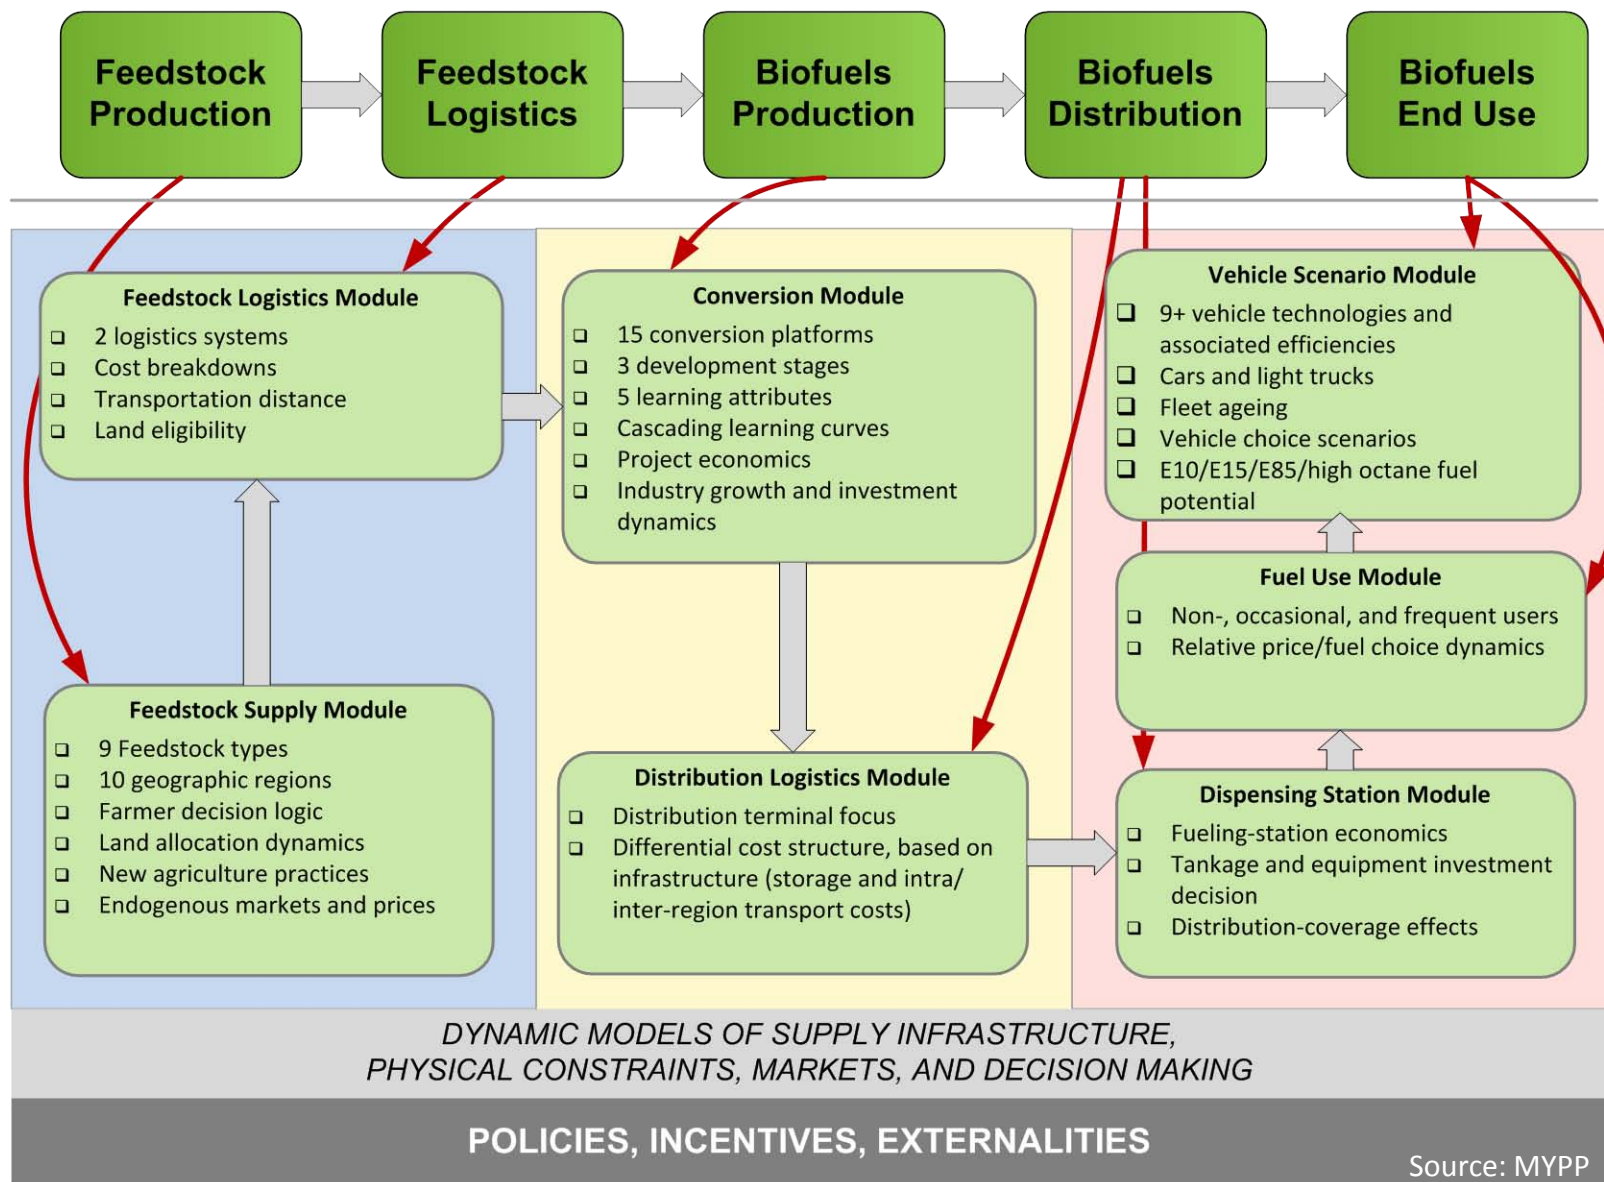 Feedstock
Production
Feedstock
Logistics
Biofuels
Production
Biofuels
Distribution
Biofuels
End Use
Feedstock Logistics Module
❑ 2 logistics systems
❑ Cost breakdowns
❑ Transportation distance
❑ Land eligibility
Feedstock Supply Module
❑ 9 Feedstock types
❑ 10 geographic regions
❑ Farmer decision logic
❑ Land allocation dynamics
❑ New agriculture practices
❑ Endogenous markets and prices
Conversion Module
❑ 15 conversion platforms
❑ 3 development stages
❑ 5 learning attributes
❑ Cascading learning curves
❑ Project economics
❑ Industry growth and investment
dynamics
Distribution Logistics Module
❑ Distribution terminal focus
❑ Differential cost structure, based on
infrastructure (storage and intra/
inter-region transport costs)
Vehicle Scenario Module
❑ 9+ vehicle technologies and
associated efficiencies
❑ Cars and light trucks
❑ Fleet ageing
❑ Vehicle choice scenarios
❑ E10/E15/E85/high octane fuel
potential
Fuel Use Module
❑ Non-, occasional, and frequent users
❑ Relative price/fuel choice dynamics
Dispensing Station Module
❑ Fueling-station economics
❑ Tankage and equipment investment
decision
❑ Distribution-coverage effects
DYNAMIC MODELS OF SUPPLY INFRASTRUCTURE,
PHYSICAL CONSTRAINTS, MARKETS, AND DECISION MAKING
POLICIES, INCENTIVES, EXTERNALITIES
Source: MYPP